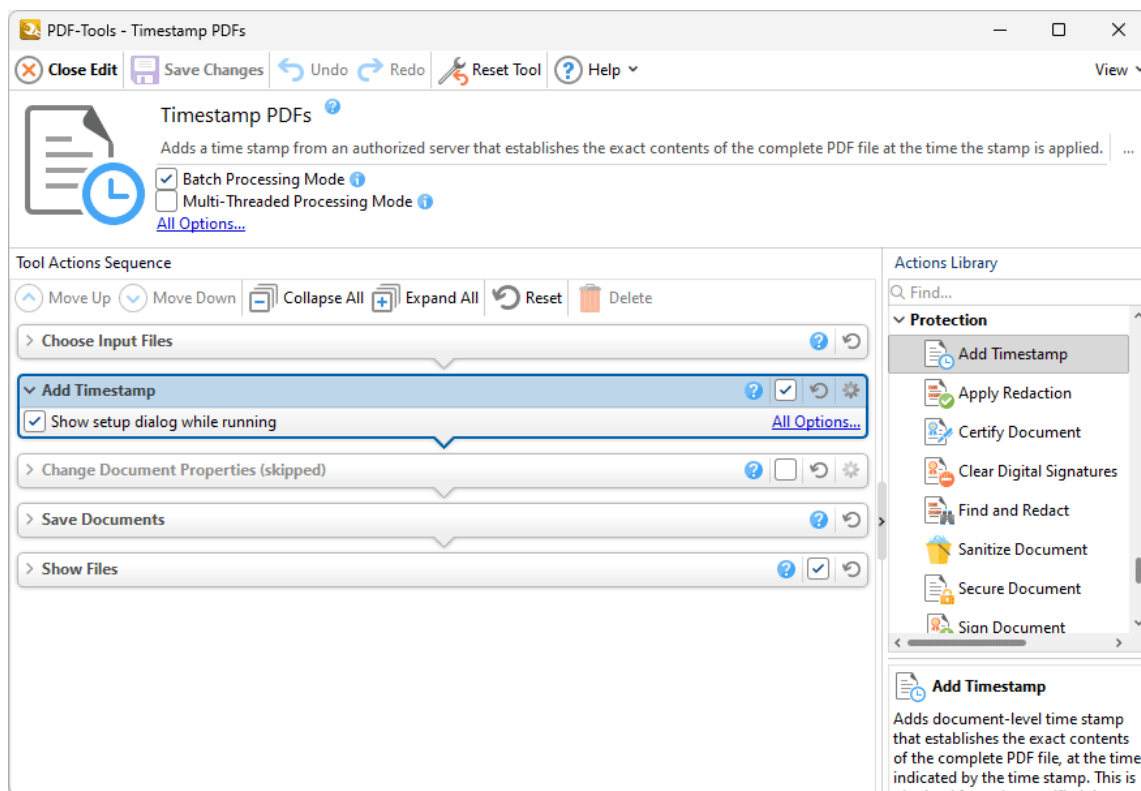 PDF-Tools - Timestamp PDFs
Close Edit Save Changes Undo Redo Reset Tool Help View
Timestamp PDFs
Adds a time stamp from an authorized server that establishes the exact contents of the complete PDF file at the time the stamp is applied. ...
Batch Processing Mode
Multi-Threaded Processing Mode
All Options...
Tool Actions Sequence
Move Up Move Down Collapse All Expand All Reset Delete
Choose Input Files
Add Timestamp
Show setup dialog while running All Options...
Change Document Properties (skipped)
Save Documents
Show Files
Actions Library
Find...
Protection
Add Timestamp
Apply Redaction
Certify Document
Clear Digital Signatures
Find and Redact
Sanitize Document
Secure Document
Sign Document
Add Timestamp
Adds document-level time stamp
that establishes the exact contents
of the complete PDF file, at the time
indicated by the time stamp. This is